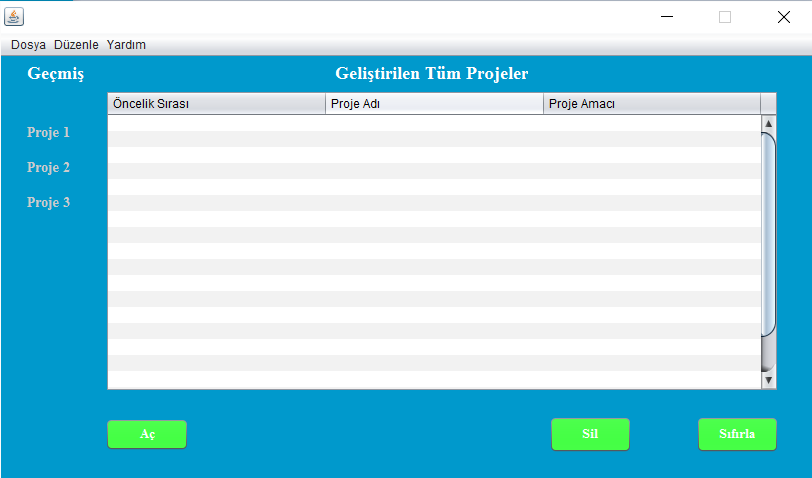 Dosya Düzenle Yardım
Geçmiş
Geliştirilen Tüm Projeler
Öncelik Sırası Proje Adı Proje Amacı
Proje 1
Proje 2
Proje 3
Aç Sil Sıfırla